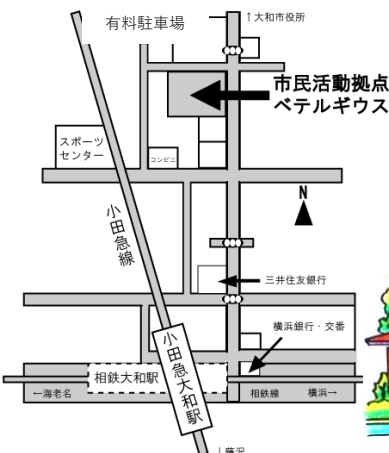 有料駐車場
↑大和市役所
市民活動拠点
ベテルギウス
スポーツ
センター
コンビニ
N
小田急線
三井住友銀行
横浜銀行・交番
小田急大和駅
相鉄大和駅
←海老名
相鉄線
横浜→
↓藤沢